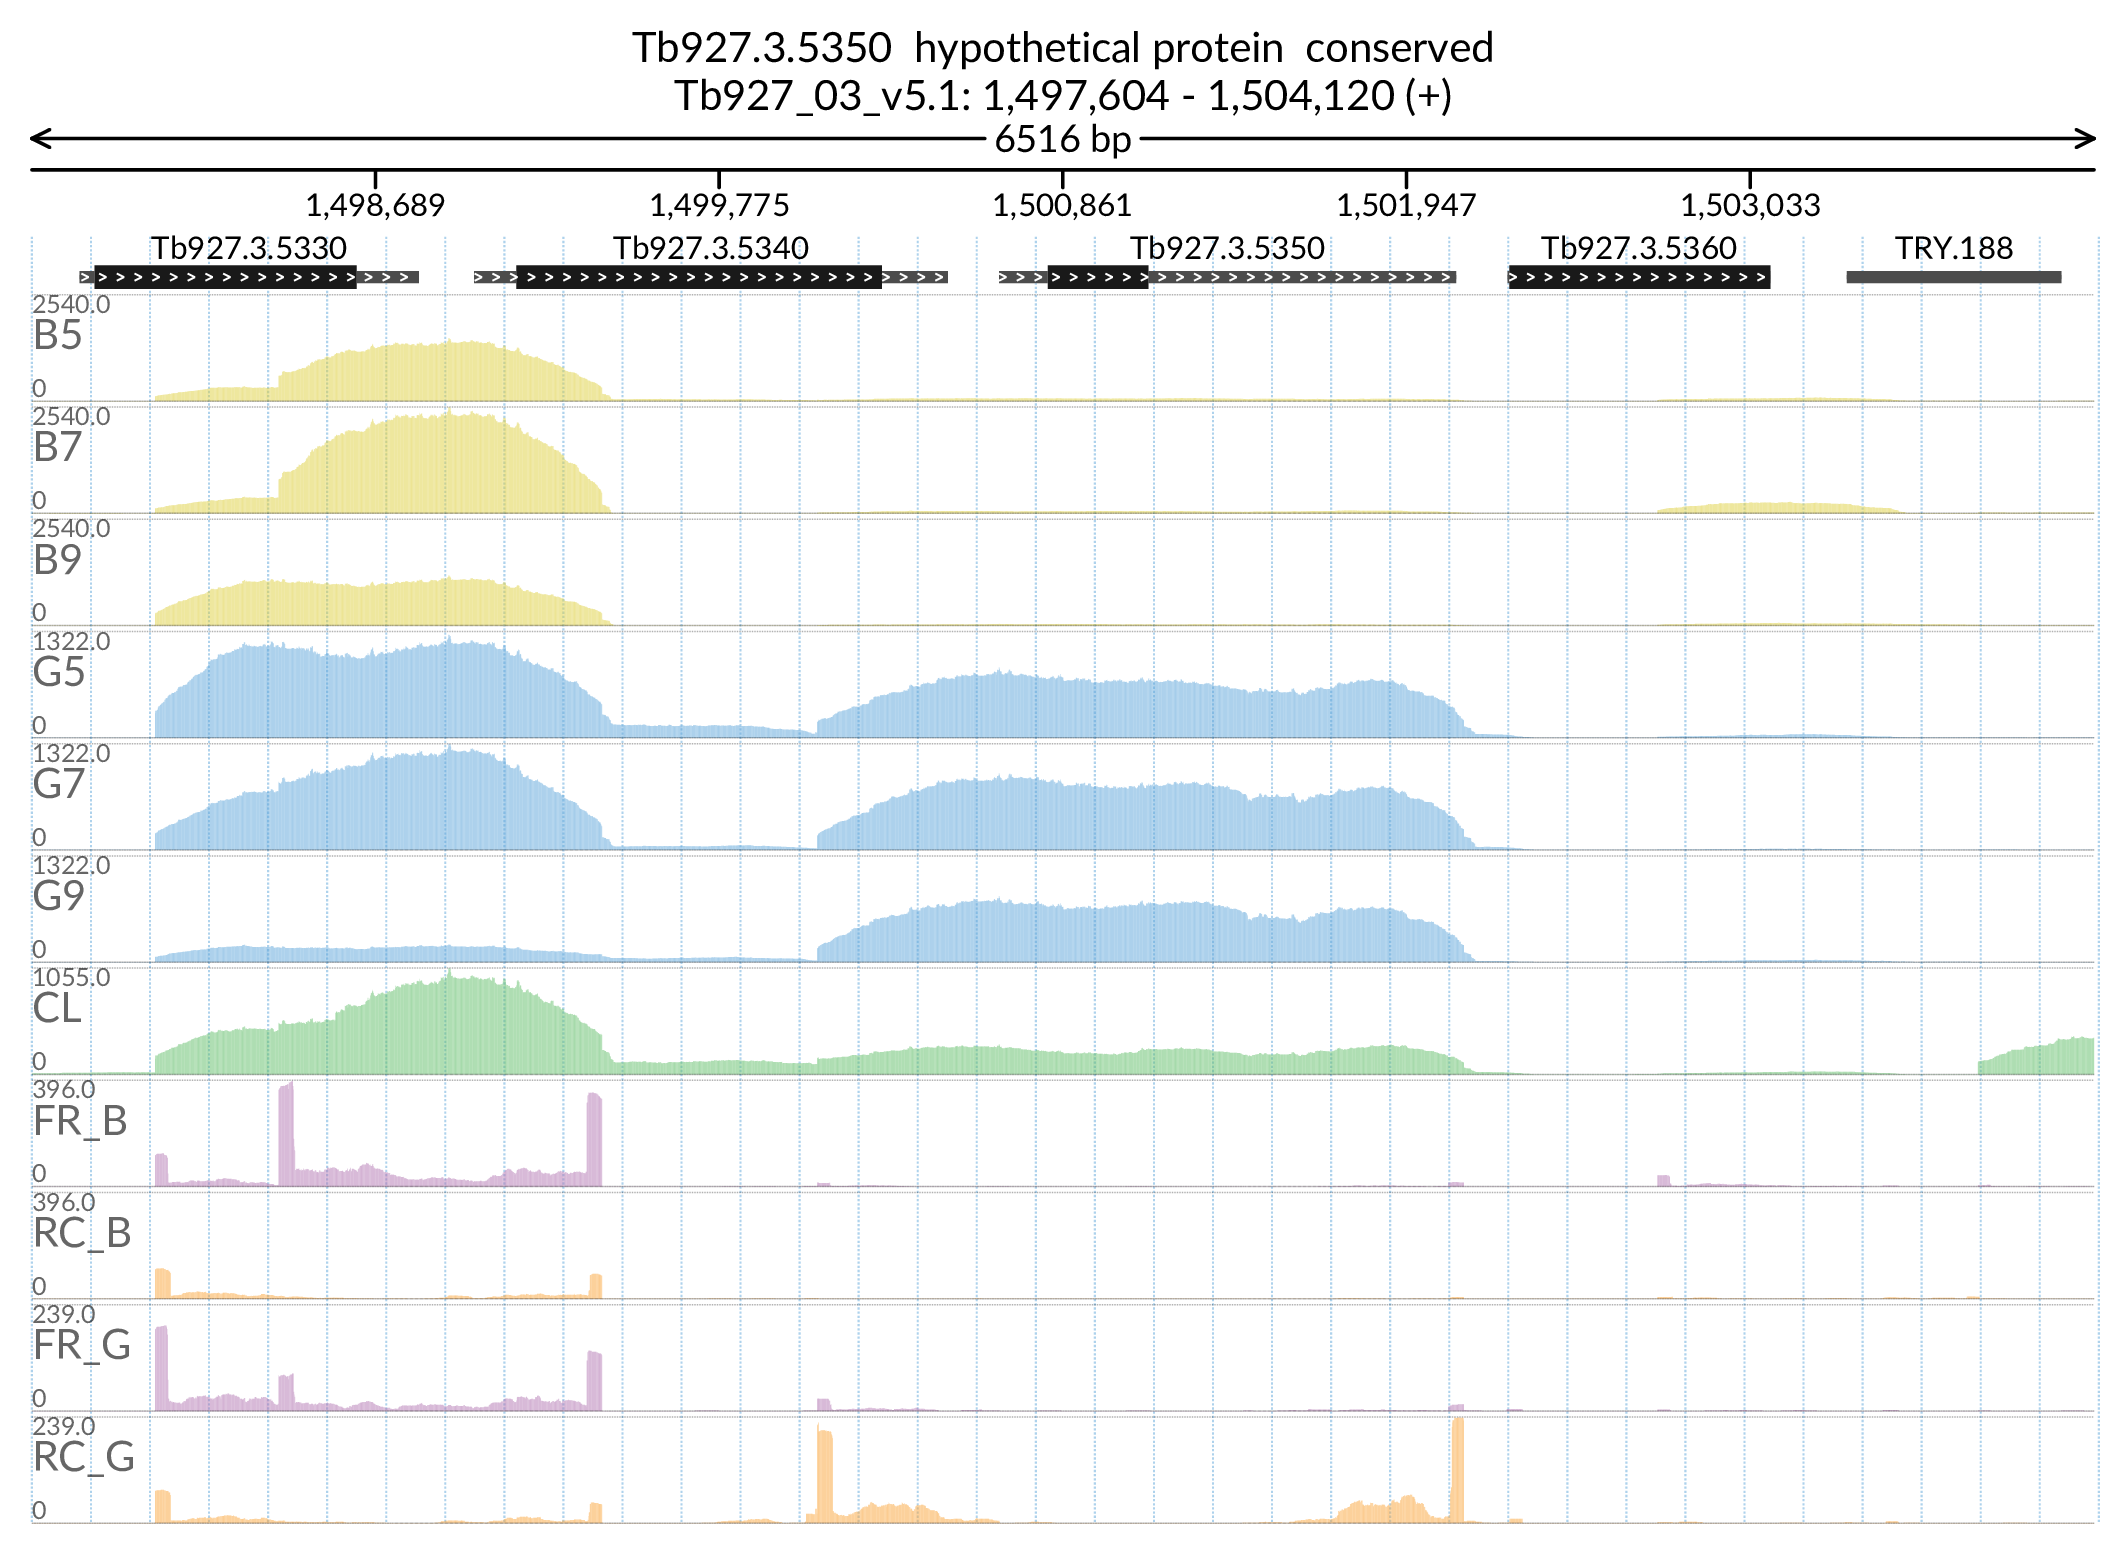 Tb927.3.5350  hypothetical protein  conserved
Tb927_03_v5.1: 1,497,604 - 1,504,120 (+)
6516 bp
1,498,689 1,499,775 1,500,861 1,501,947 1,503,033
Tb927.3.5330 Tb927.3.5340 Tb927.3.5350 Tb927.3.5360 TRY.188
2540.0
B5
0
2540.0
B7
0
2540.0
B9
0
1322.0
G5
0
1322.0
G7
0
1322.0
G9
0
1055.0
CL
0
396.0
FR_B
0
396.0
RC_B
0
239.0
FR_G
0
239.0
RC_G
0